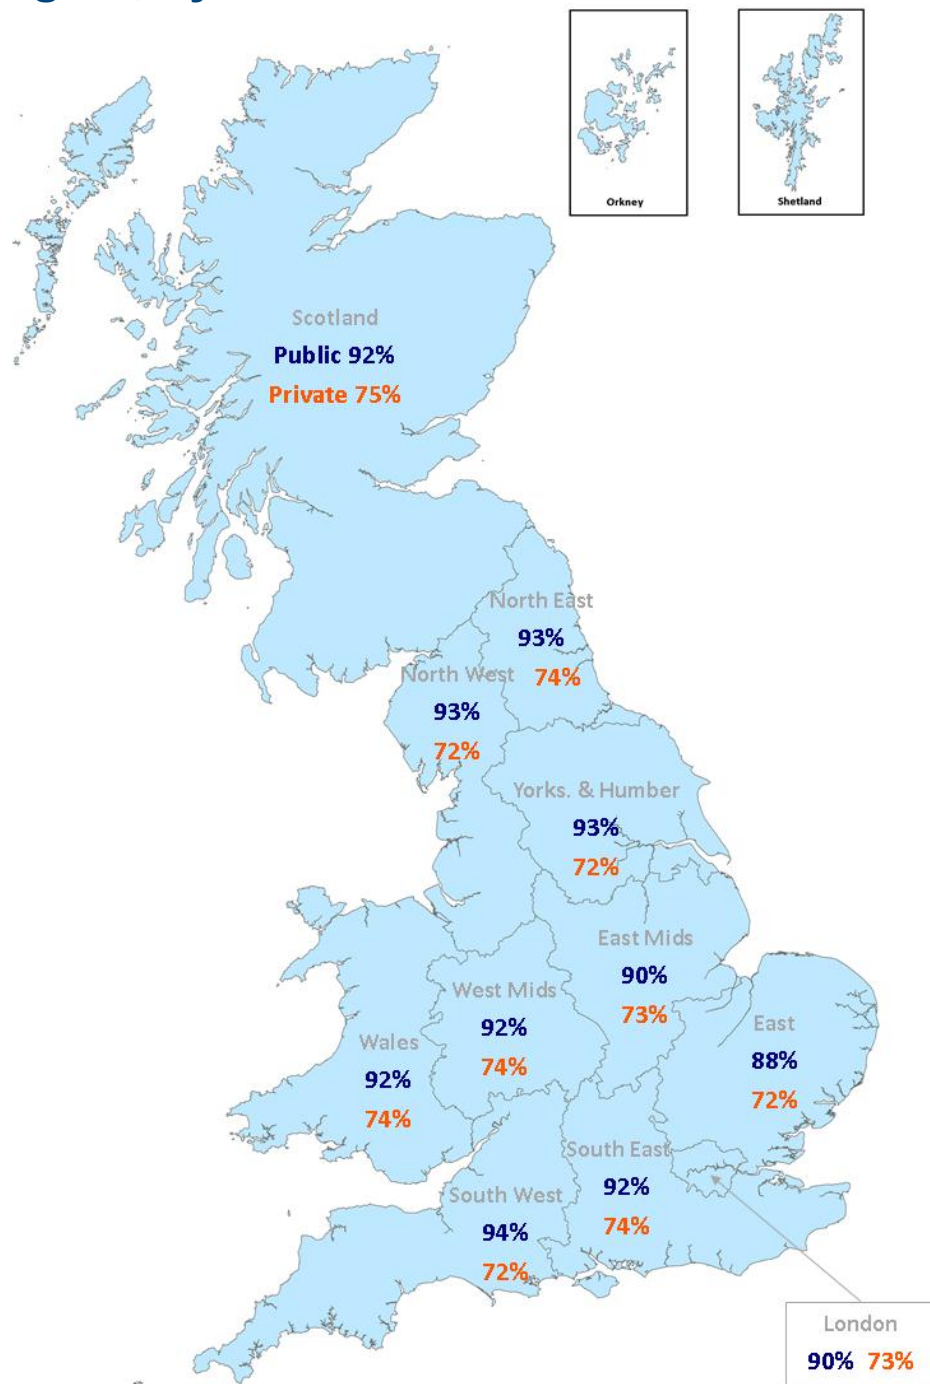 Orkney
Shetland
Scotland
Public 92%
Private 75%
North East
93%
74%
North West
93%
72%
Yorks. & Humber
93%
72%
East Mids
90%
73%
West Mids
92%
74%
East
88%
72%
Wales
92%
74%
South East
92%
74%
South West
94%
72%
London
90% 73%